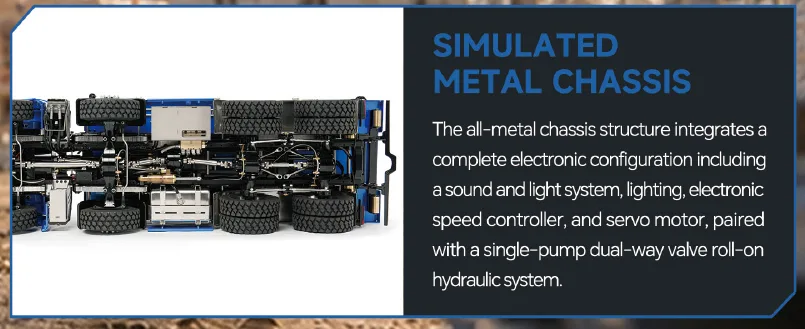 SIMULATED
METAL CHASSIS
The all-metal chassis structure integrates a
complete electronic configuration including
a sound and light system, lighting, electronic
speed controller, and servo motor, paired
with a single-pump dual-way valve roll-on
hydraulic system.